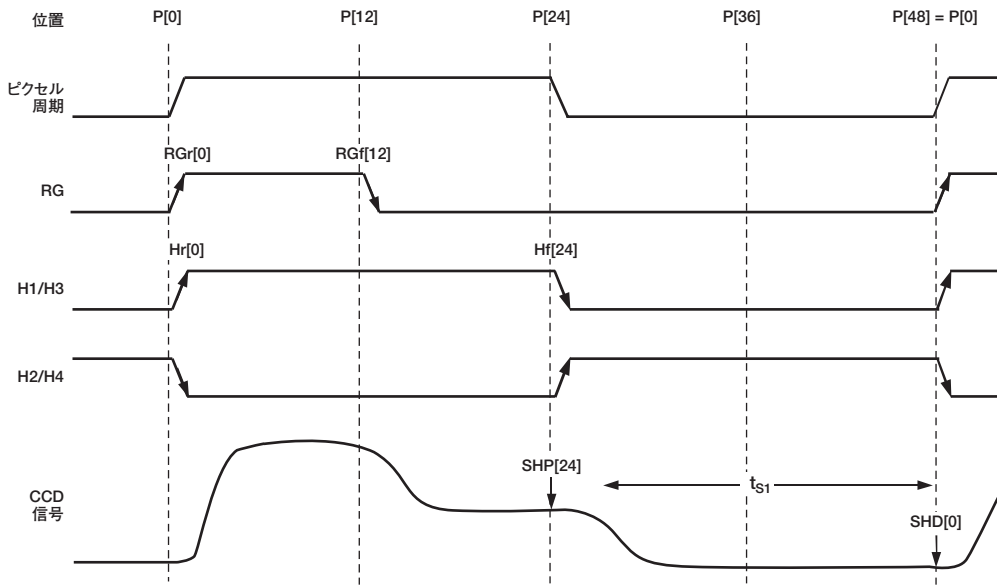 位置 P[0] P[12] P[24] P[36] P[48] = P[0]
ピクセル
周期
RGr[0] RGf[12]
RG
Hr[0] Hf[24]
H1/H3
H2/H4
SHP[24]
tS1
CCD
信号
SHD[0]